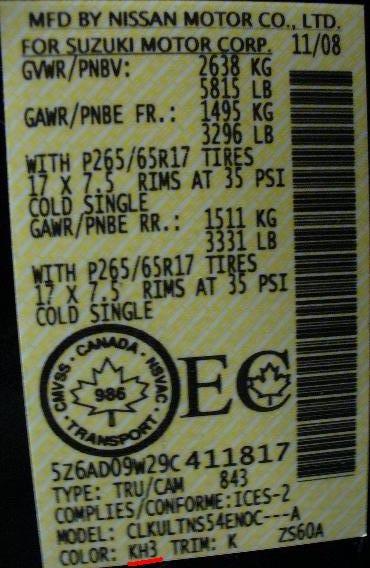 MFD BY NISSAN MOTOR CO., LTD.
FOR SUZUKI MOTOR CORP. 11/08
GVWR/PNBV: 2638 KG
5815 LB
GAWR/PNBE FR.: 1495 KG
3296 LB
WITH P265/65R17 TIRES
17 X 7.5 RIMS AT 35 PSI
COLD SINGLE
GAWR/PNBE RR.: 1511 KG
3331 LB
WITH P265/65R17 TIRES
17 X 7.5 RIMS AT 35 PSI
COLD SINGLE
CMVSS · CANADA · NSVAC · TRANSPORT ·
986
EC
5Z6AD09W29C411817
TYPE: TRU/CAM 843
COMPLIES/CONFORME:ICES-2
MODEL: CLKULTNS54ENOC---A
COLOR: KH3 TRIM: K ZS60A